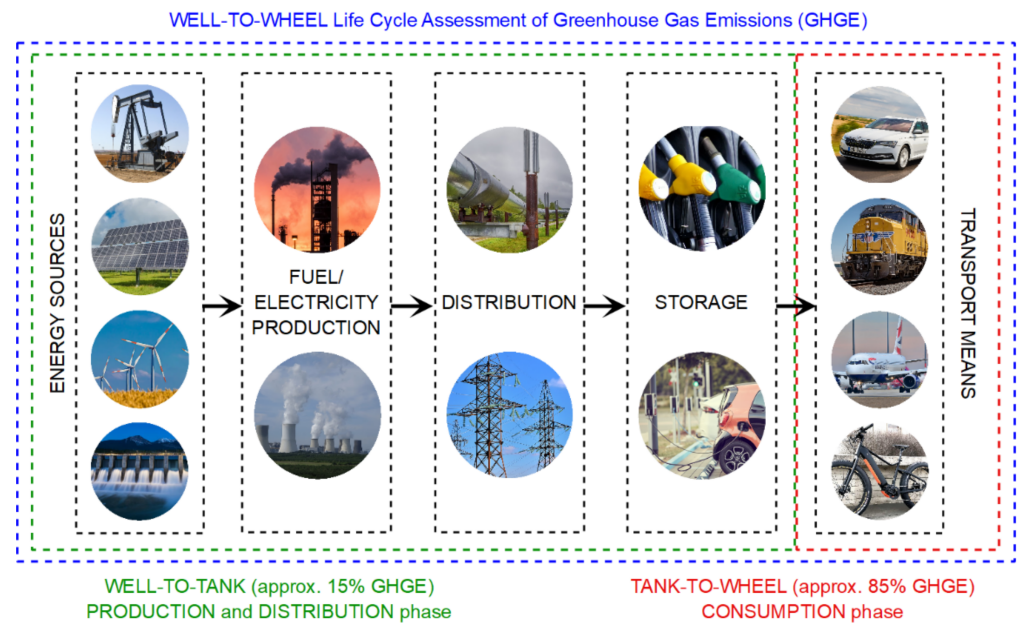 WELL-TO-WHEEL Life Cycle Assessment of Greenhouse Gas Emissions (GHGE)
ENERGY SOURCES
FUEL/
ELECTRICITY
PRODUCTION
DISTRIBUTION
STORAGE
TRANSPORT MEANS
WELL-TO-TANK (approx. 15% GHGE)
PRODUCTION and DISTRIBUTION phase
TANK-TO-WHEEL (approx. 85% GHGE)
CONSUMPTION phase